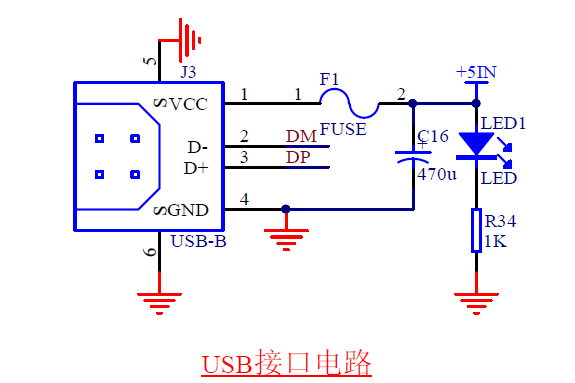 5
J3
F1
+5IN
S
VCC
1
1
2
FUSE
C16
+
LED1
D-
2
DM
D+
3
DP
470u
LED
S
GND
4
R34
1K
USB-B
6
USB接口电路